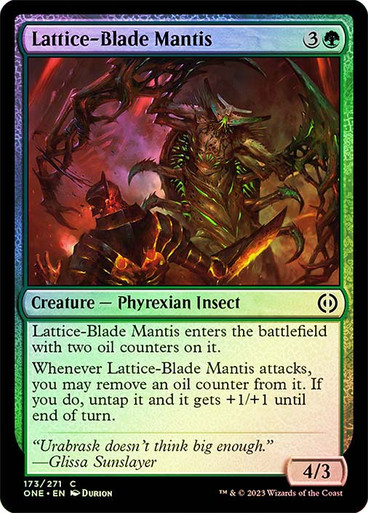 Lattice-Blade Mantis 3
Creature — Phyrexian Insect
Lattice-Blade Mantis enters the battlefield
with two oil counters on it.
Whenever Lattice-Blade Mantis attacks,
you may remove an oil counter from it. If
you do, untap it and it gets +1/+1 until
end of turn.
“Urabrask doesn’t think big enough.”
—Glissa Sunslayer
4/3
173/271 C
ONE • EN Durion
™ & © 2023 Wizards of the Coast